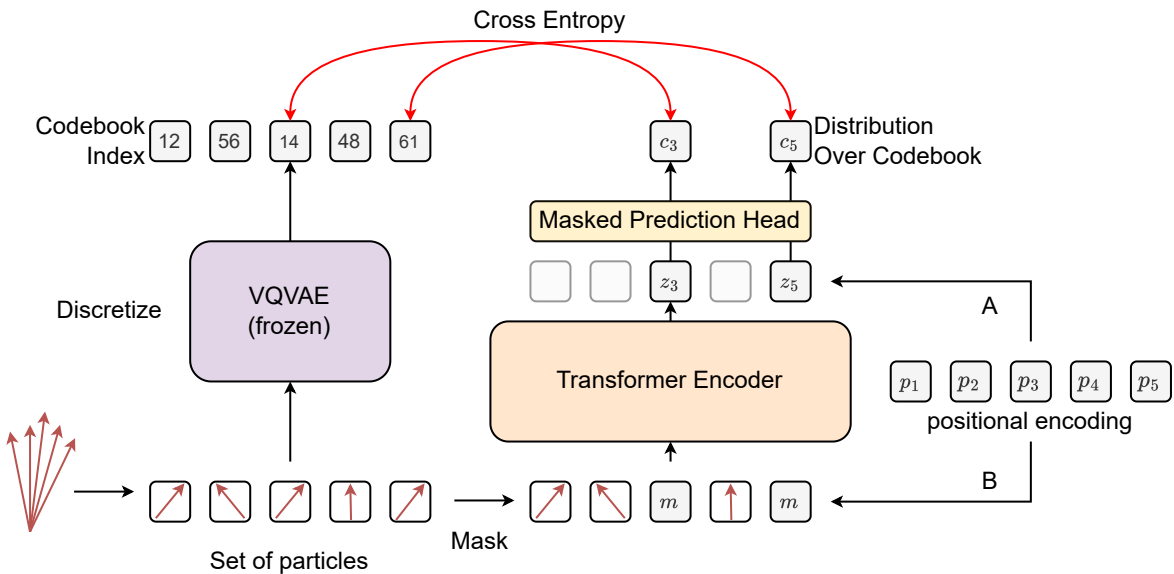 Cross Entropy
Codebook
Index
12 56 14 48 61
c₃ c₅
Distribution
Over Codebook
Masked Prediction Head
z₃ z₅
Discretize
VQVAE
(frozen)
Transformer Encoder
A
p₁ p₂ p₃ p₄ p₅
positional encoding
B
m m
Mask
Set of particles